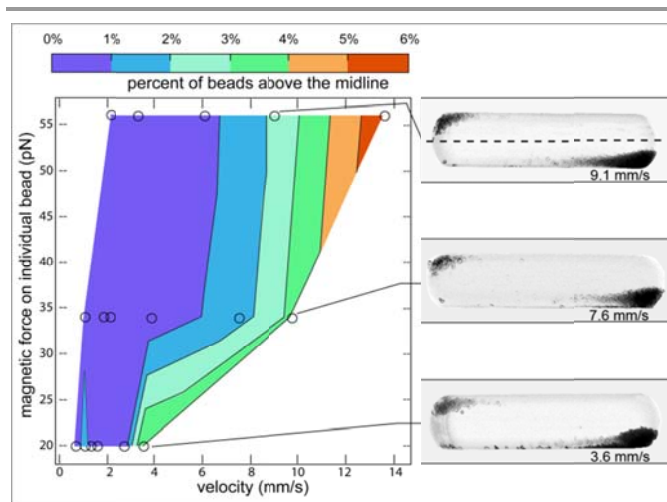 0% 1% 2% 3% 4% 5% 6%
percent of beads above the midline
magnetic force on individual bead (pN)
55
50
45
40
35
30
25
20
0 2 4 6 8 10 12 14
velocity (mm/s)
9.1 mm/s
7.6 mm/s
3.6 mm/s